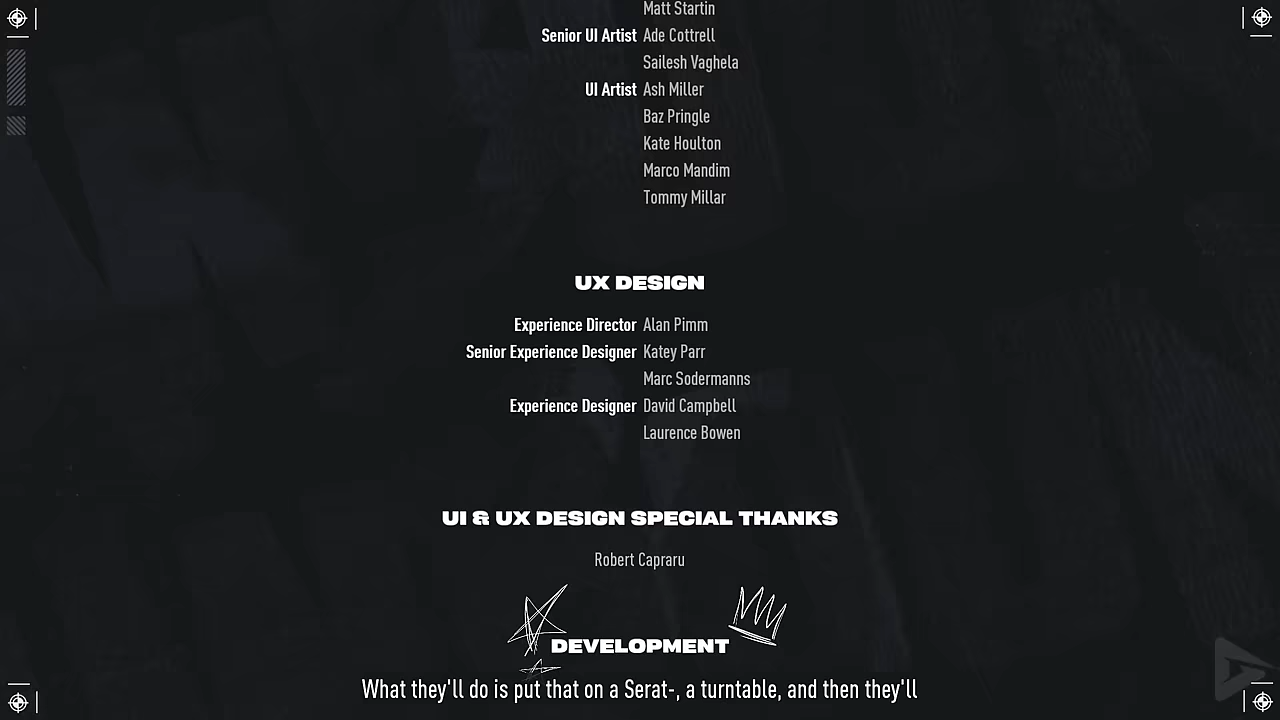 Matt Startin
Senior UI Artist Ade Cottrell
Sailesh Vaghela
UI Artist Ash Miller
Baz Pringle
Kate Houlton
Marco Mandim
Tommy Millar
UX DESIGN
Experience Director Alan Pimm
Senior Experience Designer Katey Parr
Marc Sodermanns
Experience Designer David Campbell
Laurence Bowen
UI & UX DESIGN SPECIAL THANKS
Robert Capraru
DEVELOPMENT
What they'll do is put that on a Serat-, a turntable, and then they'll